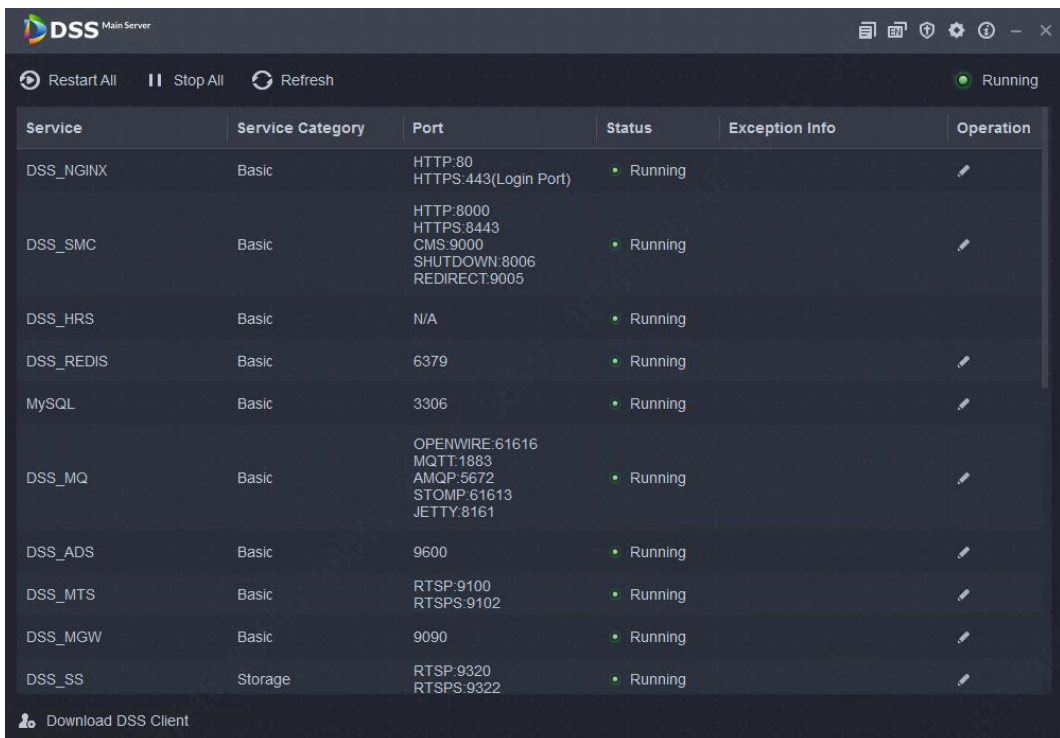 DSS Main Server
EN
Restart All Stop All Refresh Running
Service Service Category Port Status Exception Info Operation
DSS_NGINX Basic HTTP:80 Running
HTTPS:443(Login Port)
DSS_SMC Basic HTTP:8000 Running
HTTPS:8443
CMS:9000
SHUTDOWN:8006
REDIRECT:9005
DSS_HRS Basic N/A Running
DSS_REDIS Basic 6379 Running
MySQL Basic 3306 Running
DSS_MQ Basic OPENWIRE:61616 Running
MQTT:1883
AMQP:5672
STOMP:61613
JETTY:8161
DSS_ADS Basic 9600 Running
DSS_MTS Basic RTSP:9100 Running
RTSPS:9102
DSS_MGW Basic 9090 Running
DSS_SS Storage RTSP:9320 Running
RTSPS:9322
Download DSS Client